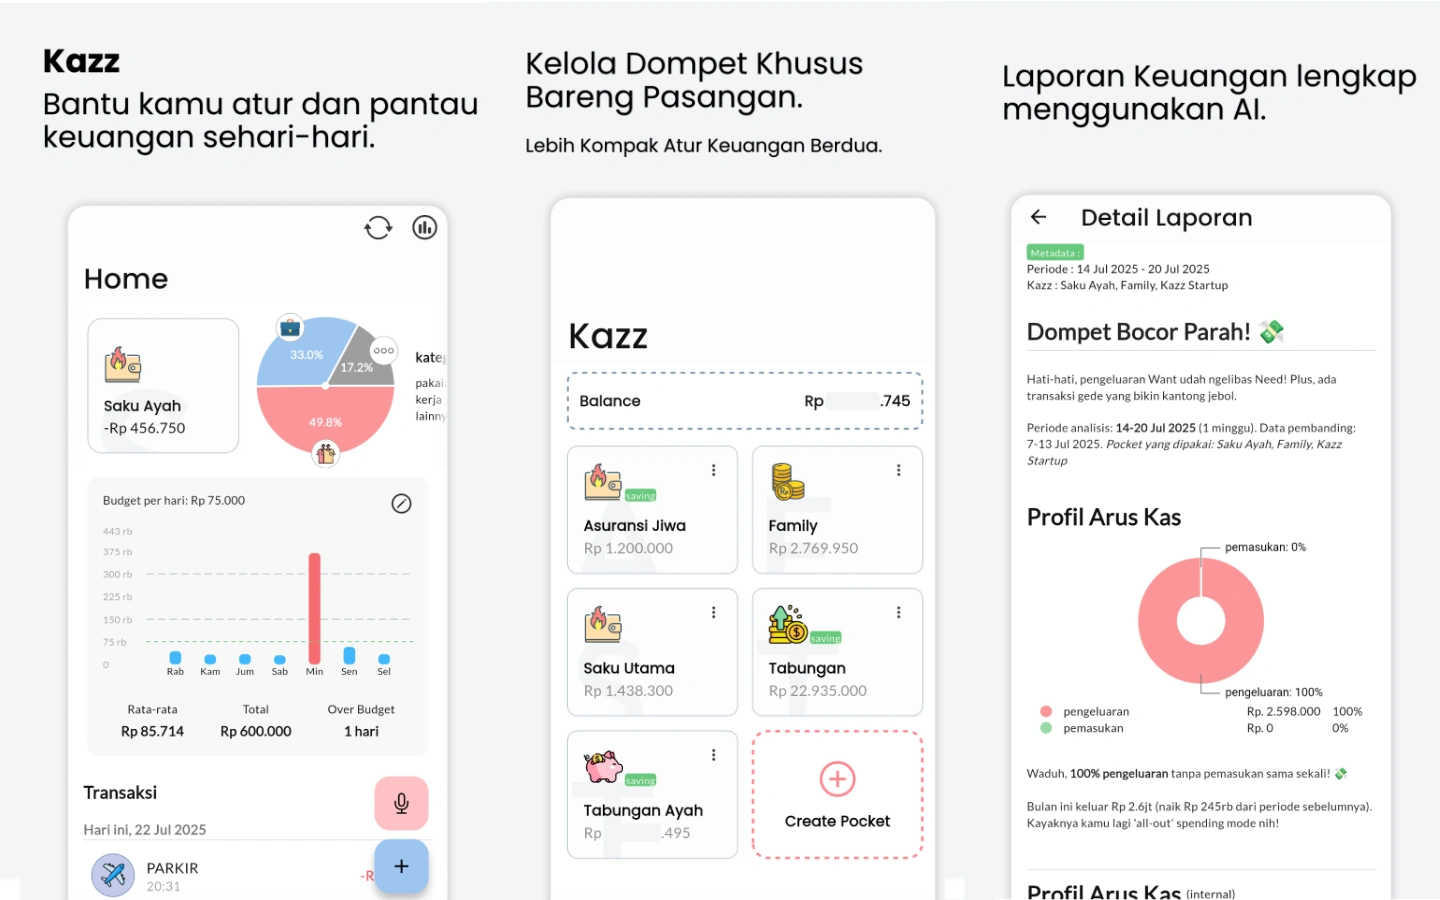 Kazz
Bantu kamu atur dan pantau
keuangan sehari-hari.
Home
Saku Ayah
-Rp 456.750
33.0%
17.2%
49.8%
pakai
kerja
Budget per hari: Rp 75.000
443 rb
375 rb
300 rb
225 rb
150 rb
75 rb
0
Rab Kam Jum Sab Min Sen Sel
Rata-rata Total Over Budget
Rp 85.714 Rp 600.000 1 hari
Transaksi
Hari ini, 22 Jul 2025
PARKIR
20:31
-R
Kelola Dompet Khusus
Bareng Pasangan.
Lebih Kompak Atur Keuangan Berdua.
Kazz
Balance Rp .745
saving
Asuransi Jiwa
Rp 1.200.000
Family
Rp 2.769.950
Saku Utama
Rp 1.438.300
saving
Tabungan
Rp 22.935.000
saving
Tabungan Ayah
Rp .495
Create Pocket
Laporan Keuangan lengkap
menggunakan AI.
Detail Laporan
Metadata :
Periode : 14 Jul 2025 - 20 Jul 2025
Kazz : Saku Ayah, Family, Kazz Startup
Dompet Bocor Parah! 💸
Hati-hati, pengeluaran Want udah ngelibas Need! Plus, ada
transaksi gede yang bikin kantong jebol.
Periode analisis: 14-20 Jul 2025 (1 minggu). Data pembanding:
7-13 Jul 2025. Pocket yang dipakai: Saku Ayah, Family, Kazz
Startup
Profil Arus Kas
pemasukan: 0%
pengeluaran: 100%
pengeluaran Rp. 2.598.000 100%
pemasukan Rp. 0 0%
Waduh, 100% pengeluaran tanpa pemasukan sama sekali! 💸
Bulan ini keluar Rp 2.6jt (naik Rp 245rb dari periode sebelumnya).
Kayaknya kamu lagi 'all-out' spending mode nih!
Profil Arus Kas (internal)